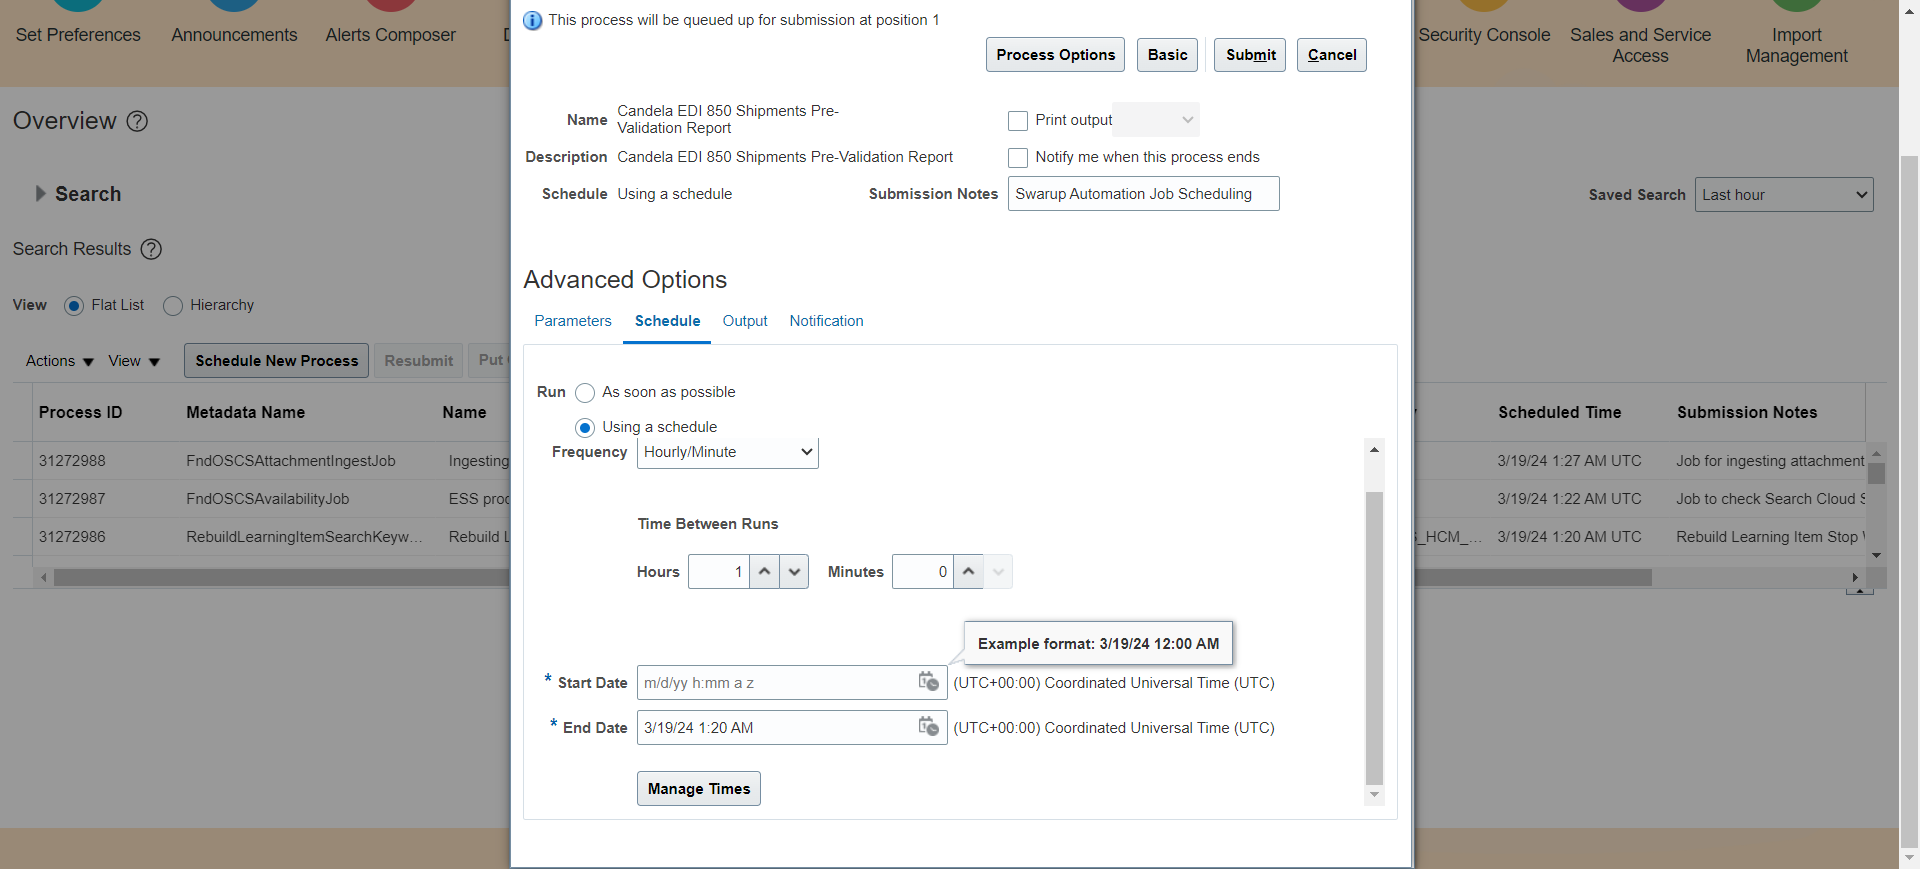 This process will be queued up for submission at position 1
Process Options Basic Submit Cancel
Set Preferences Announcements Alerts Composer
Security Console Sales and Service Access Import Management
Overview
Name Candela EDI 850 Shipments Pre-
Validation Report
Print output
Description Candela EDI 850 Shipments Pre-Validation Report
Notify me when this process ends
Schedule Using a schedule
Submission Notes Swarup Automation Job Scheduling
Search
Saved Search Last hour
Search Results
Advanced Options
View Flat List Hierarchy
Parameters Schedule Output Notification
Actions View Schedule New Process Resubmit Put
Run As soon as possible
Using a schedule
Frequency Hourly/Minute
Process ID Metadata Name Name Scheduled Time Submission Notes
31272988 FndOSCSAttachmentIngestJob Ingesting 3/19/24 1:27 AM UTC Job for ingesting attachment
31272987 FndOSCSAvailabilityJob ESS proc 3/19/24 1:22 AM UTC Job to check Search Cloud S
31272986 RebuildLearningItemSearchKeyw... Rebuild L _HCM_... 3/19/24 1:20 AM UTC Rebuild Learning Item Stop
Time Between Runs
Hours 1 Minutes 0
Example format: 3/19/24 12:00 AM
* Start Date m/d/yy h:mm a z (UTC+00:00) Coordinated Universal Time (UTC)
* End Date 3/19/24 1:20 AM (UTC+00:00) Coordinated Universal Time (UTC)
Manage Times